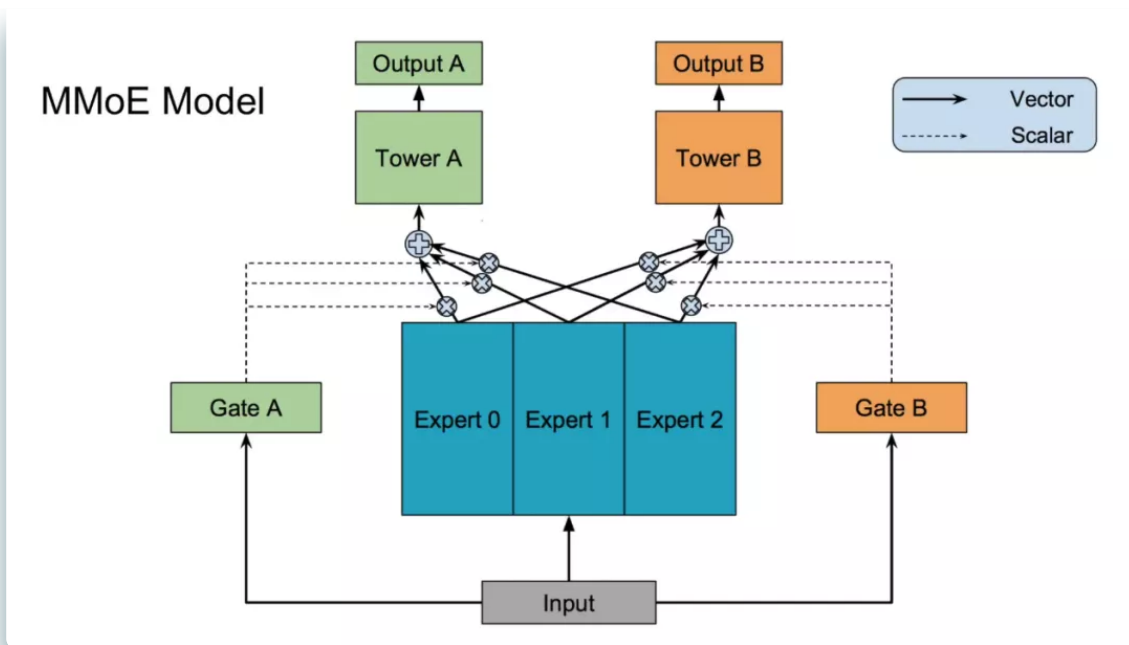 MMoE Model
Output A
Output B
Vector
Scalar
Tower A
Tower B
Gate A
Expert 0
Expert 1
Expert 2
Gate B
Input